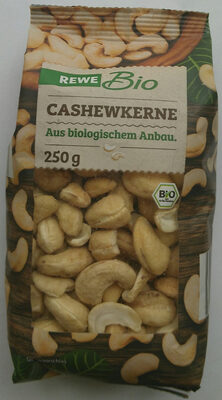 REWE Bio
CASHEWKERNE
Aus biologischem Anbau.
250 g
BIO